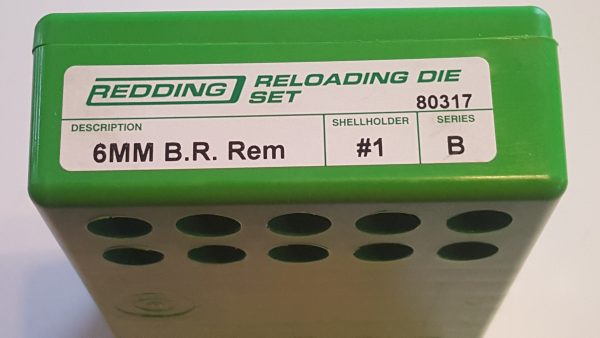 REDDING RELOADING DIE SET
80317
DESCRIPTION SHELLHOLDER SERIES
6MM B.R. Rem #1 B